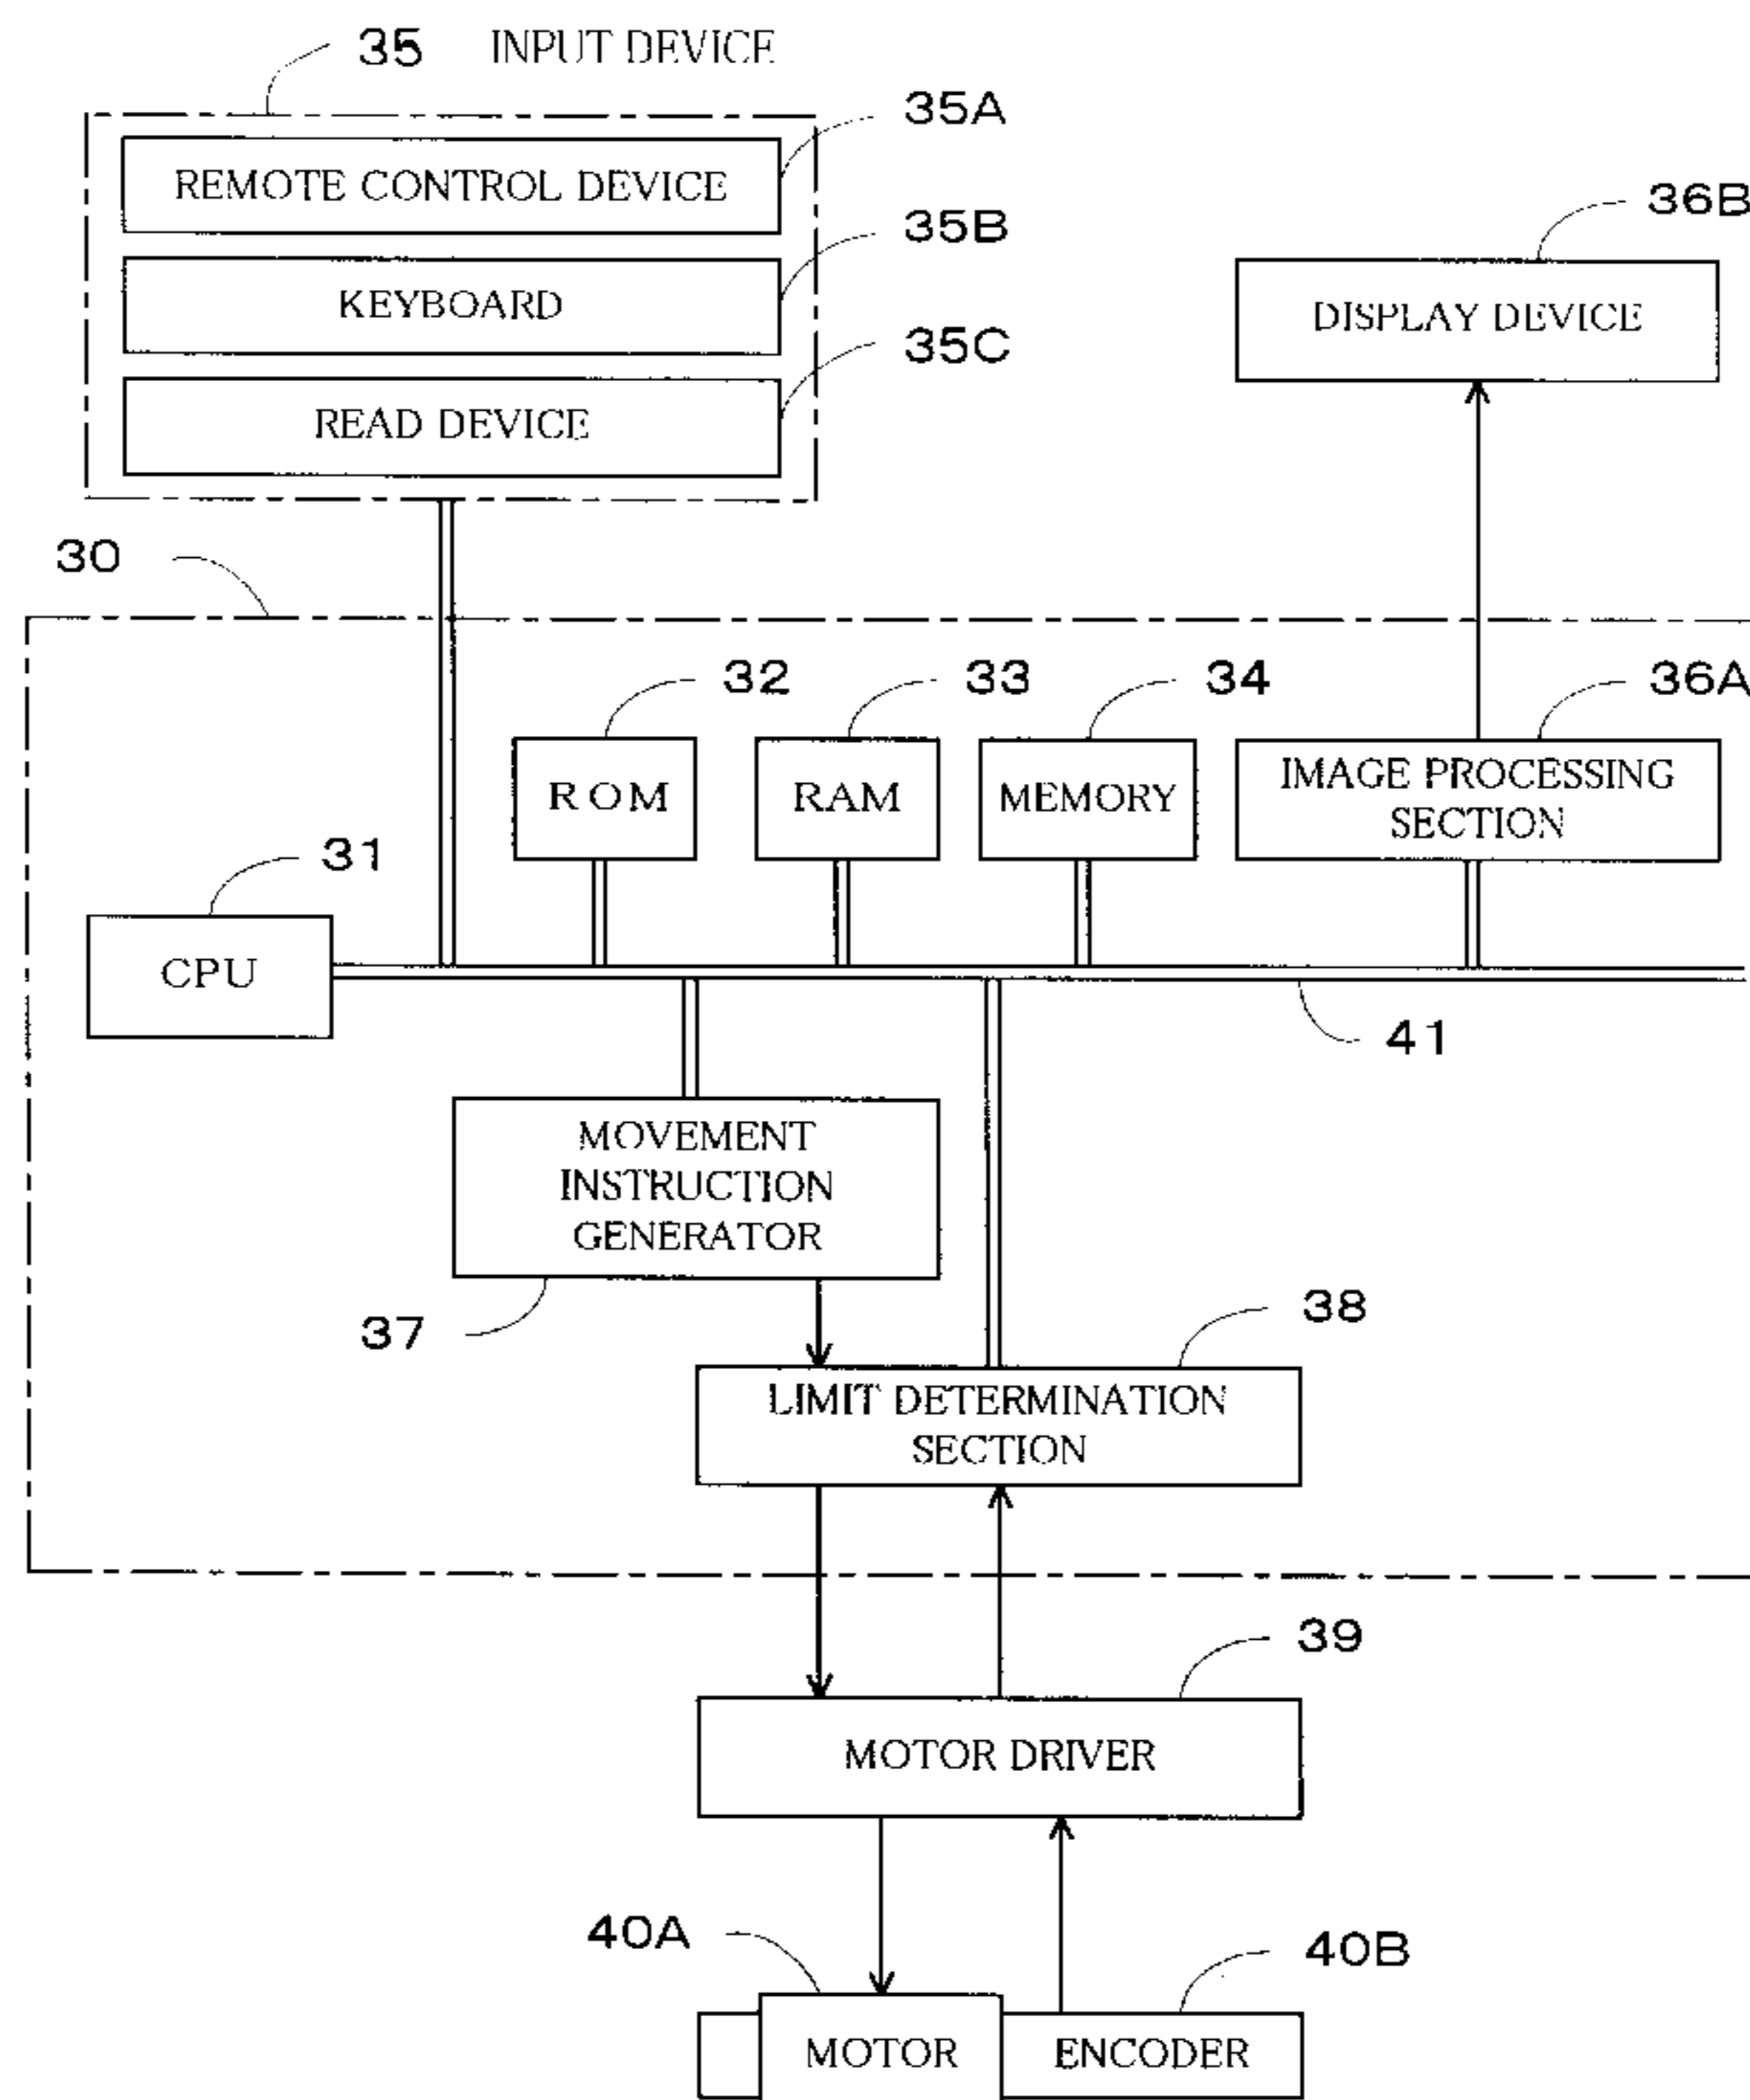 35 INPUT DEVICE
35A
REMOTE CONTROL DEVICE
35B
KEYBOARD
35C
READ DEVICE
36B
DISPLAY DEVICE
30
32
33
34
36A
ROM
RAM
MEMORY
IMAGE PROCESSING
SECTION
31
CPU
41
MOVEMENT
INSTRUCTION
GENERATOR
37
38
LIMIT DETERMINATION
SECTION
39
MOTOR DRIVER
40A
40B
MOTOR
ENCODER